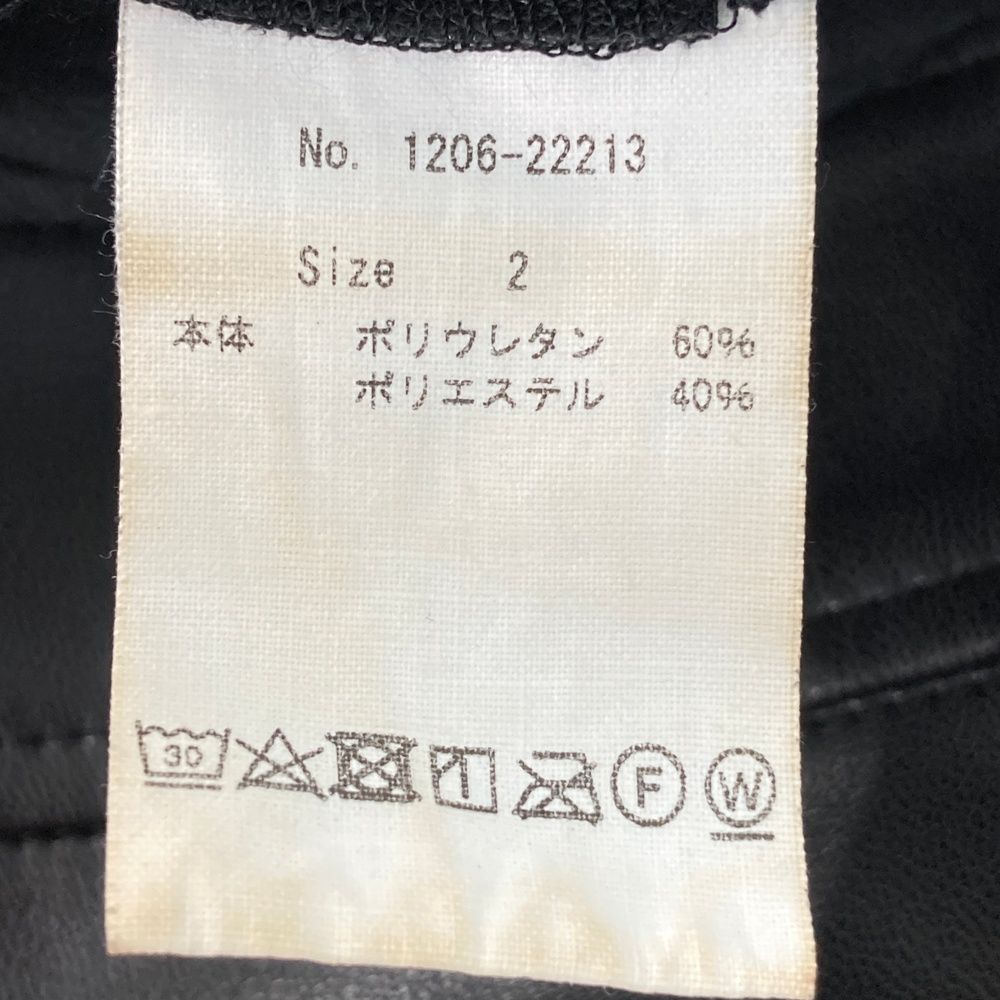 No. 1206-22213
Size 2
本体 ポリウレタン 60%
ポリエステル 40%
30 F W